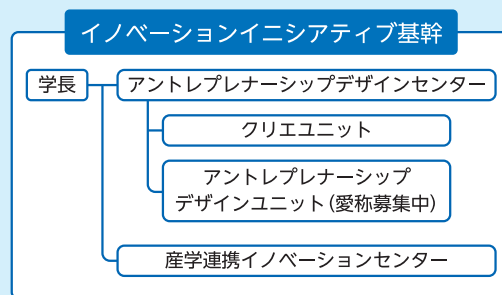 イノベーションイニシアティブ基幹
学長
アントレプレナーシップデザインセンター
クリエユニット
アントレプレナーシップ
デザインユニット(愛称募集中)
産学連携イノベーションセンター